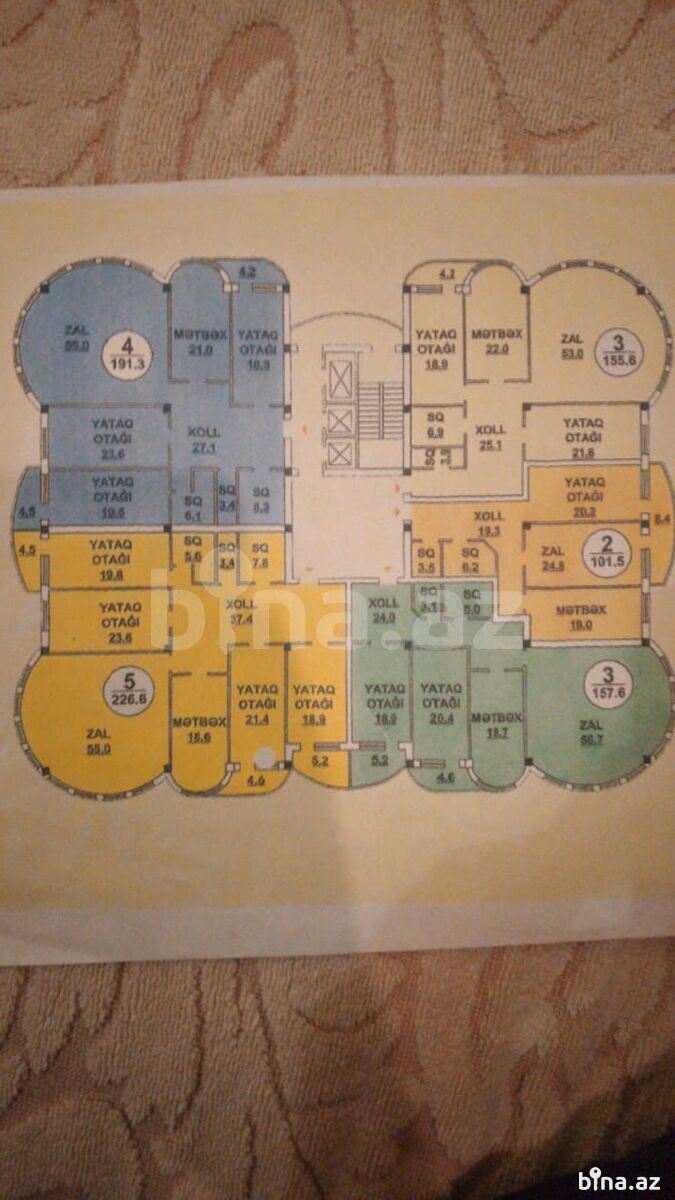 4.2
ZAL
55.0
4
191.3
MƏTBƏX
21.0
YATAQ
OTAĞI
18.3
YATAQ
OTAĞI
23.6
XOLL
27.1
YATAQ
OTAĞI
4.5
SQ
6.1
SQ
3.4
SQ
4.2
YATAQ
OTAĞI
18.9
MƏTBƏX
22.0
ZAL
53.0
3
155.6
SQ
6.9
SQ
3.9
XOLL
25.1
YATAQ
OTAĞI
21.6
YATAQ
OTAĞI
20.2
XOLL
19.3
SQ
3.5
SQ
6.2
ZAL
24.9
2
101.5
MƏTBƏX
19.0
4.5
YATAQ
OTAĞI
19.8
SQ
5.6
SQ
3.4
SQ
7.8
YATAQ
OTAĞI
23.6
XOLL
37.4
5
226.6
ZAL
55.0
MƏTBƏX
15.6
YATAQ
OTAĞI
21.4
YATAQ
OTAĞI
18.9
4.6
5.2
XOLL
24.0
SQ
3.1
SQ
6.0
YATAQ
OTAĞI
18.9
YATAQ
OTAĞI
20.4
MƏTBƏX
15.7
3
157.6
ZAL
56.7
5.2
4.6
bina.az
bina.az